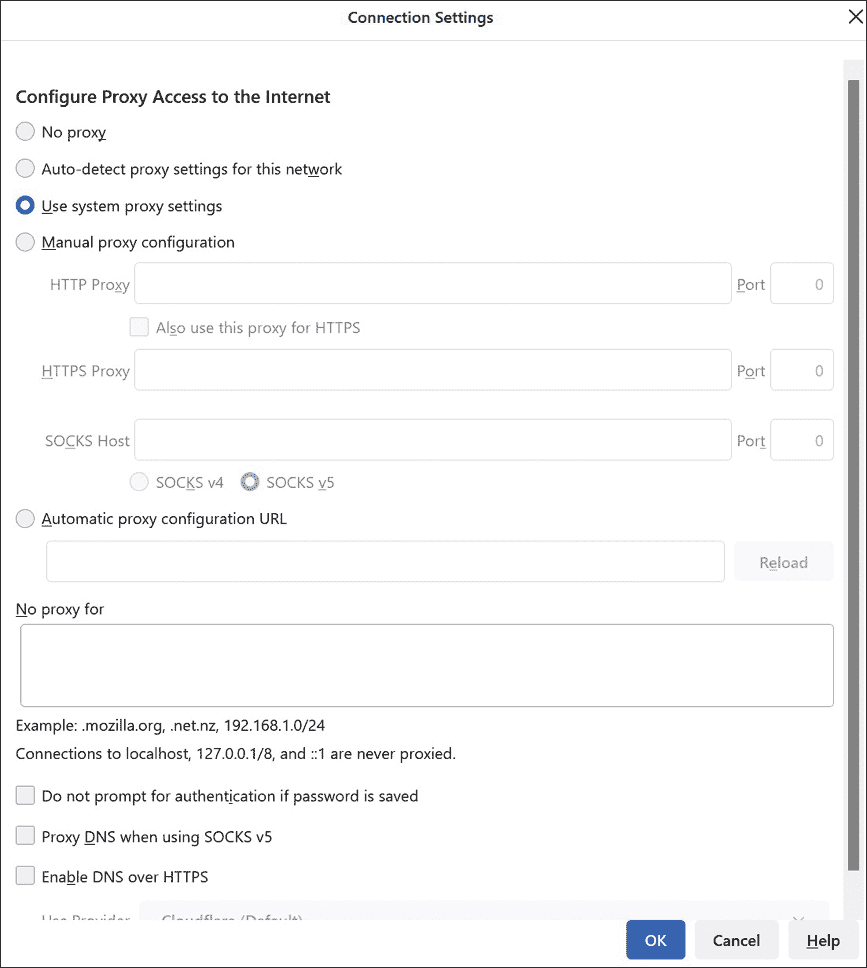 Connection Settings
Configure Proxy Access to the Internet
No proxy
Auto-detect proxy settings for this network
Use system proxy settings
Manual proxy configuration
HTTP Proxy Port 0
Also use this proxy for HTTPS
HTTPS Proxy Port 0
SOCKS Host Port 0
SOCKS v4 SOCKS v5
Automatic proxy configuration URL
Reload
No proxy for
Example: .mozilla.org, .net.nz, 192.168.1.0/24
Connections to localhost, 127.0.0.1/8, and ::1 are never proxied.
Do not prompt for authentication if password is saved
Proxy DNS when using SOCKS v5
Enable DNS over HTTPS
Use Provider Cloudflare (Default)
OK Cancel Help